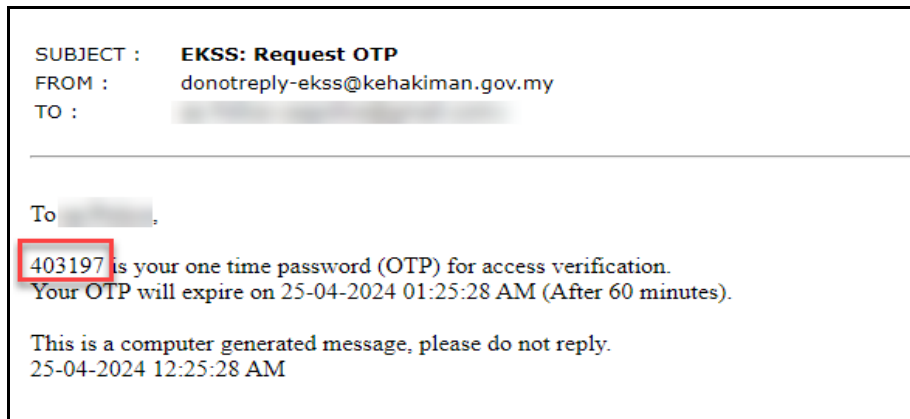 SUBJECT : EKSS: Request OTP
FROM : donotreply-ekss@kehakiman.gov.my
TO :
To ,
403197 is your one time password (OTP) for access verification.
Your OTP will expire on 25-04-2024 01:25:28 AM (After 60 minutes).
This is a computer generated message, please do not reply.
25-04-2024 12:25:28 AM